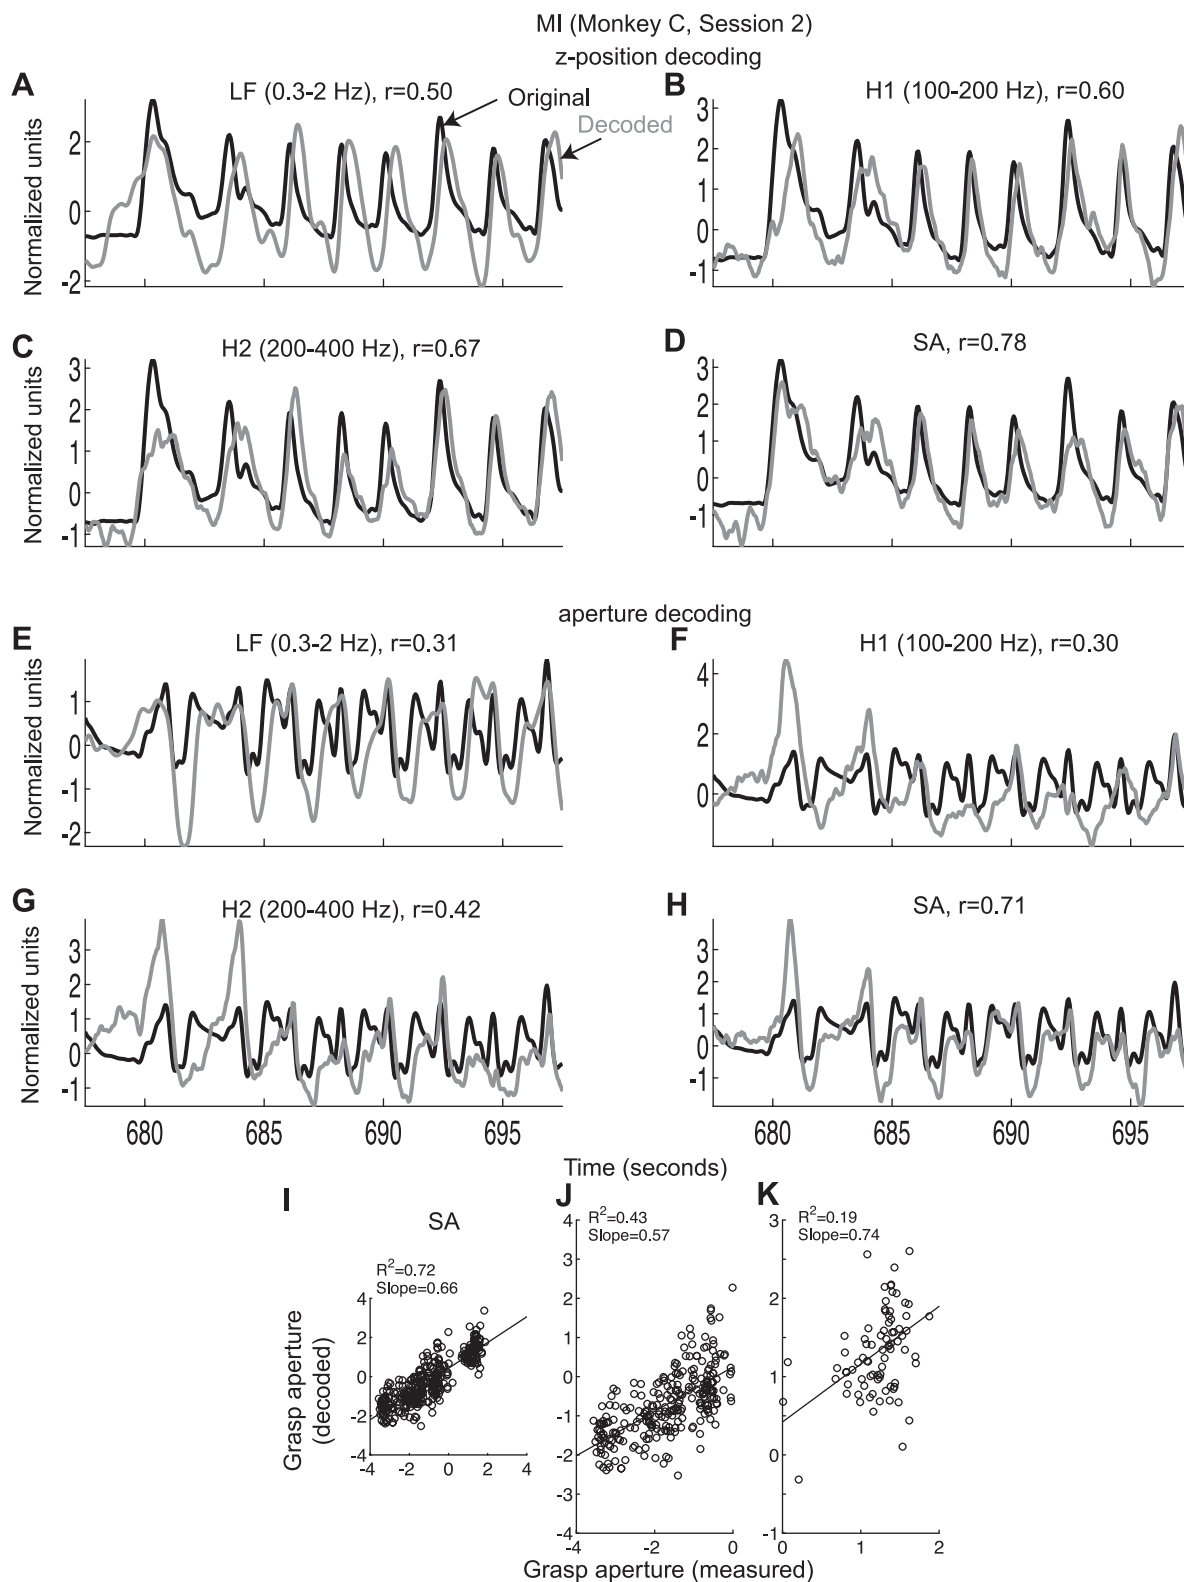 MI (Monkey C, Session 2)
z-position decoding
A
LF (0.3-2 Hz), r=0.50
Original
Decoded
Normalized units
2
0
-2
B
H1 (100-200 Hz), r=0.60
3
2
1
0
-1
C
H2 (200-400 Hz), r=0.67
Normalized units
3
2
1
0
-1
D
SA, r=0.78
3
2
1
0
-1
aperture decoding
E
LF (0.3-2 Hz), r=0.31
Normalized units
1
0
-1
-2
F
H1 (100-200 Hz), r=0.30
4
2
0
G
H2 (200-400 Hz), r=0.42
Normalized units
3
2
1
0
-1
680 685 690 695
H
SA, r=0.71
3
2
1
0
-1
680 685 690 695
Time (seconds)
I
SA
R²=0.72
Slope=0.66
Grasp aperture
(decoded)
4
2
0
-2
-4
-4 -2 0 2 4
J
R²=0.43
Slope=0.57
4
3
2
1
0
-1
-2
-3
-4
-4 -2 0
K
R²=0.19
Slope=0.74
3
2
1
0
-1
0 1 2
Grasp aperture (measured)